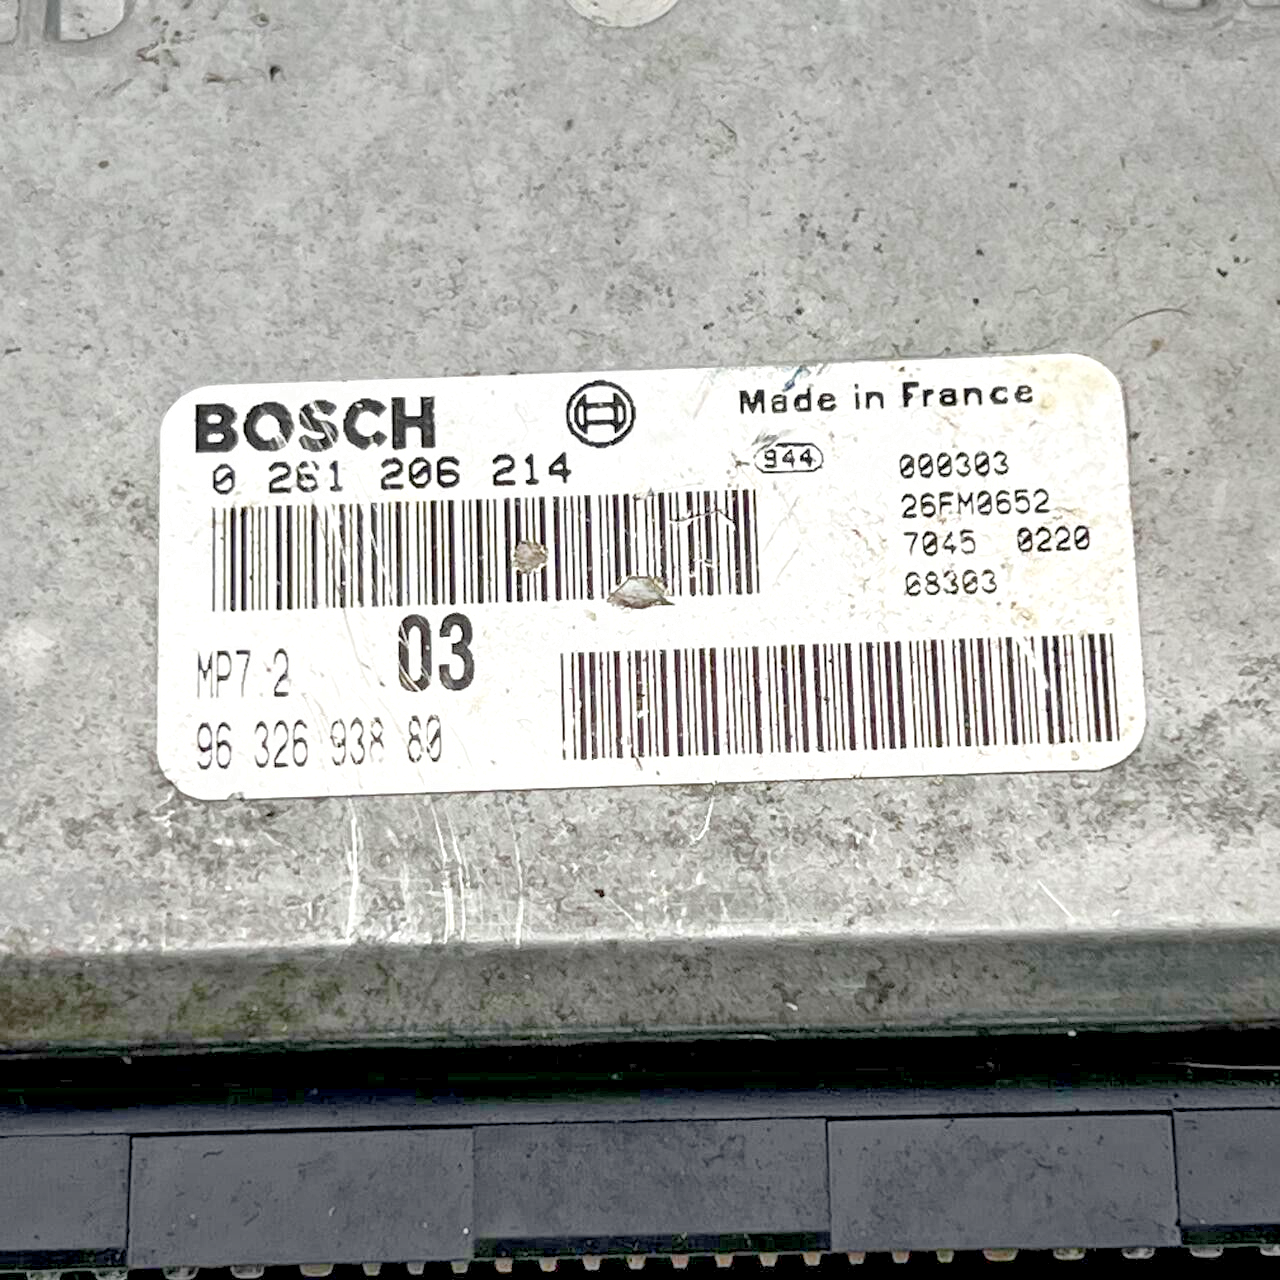 BOSCH
Made in France
0 261 206 214
944
000303
26FM0652
7045 0220
08303
MP7.2 03
96 326 938 80